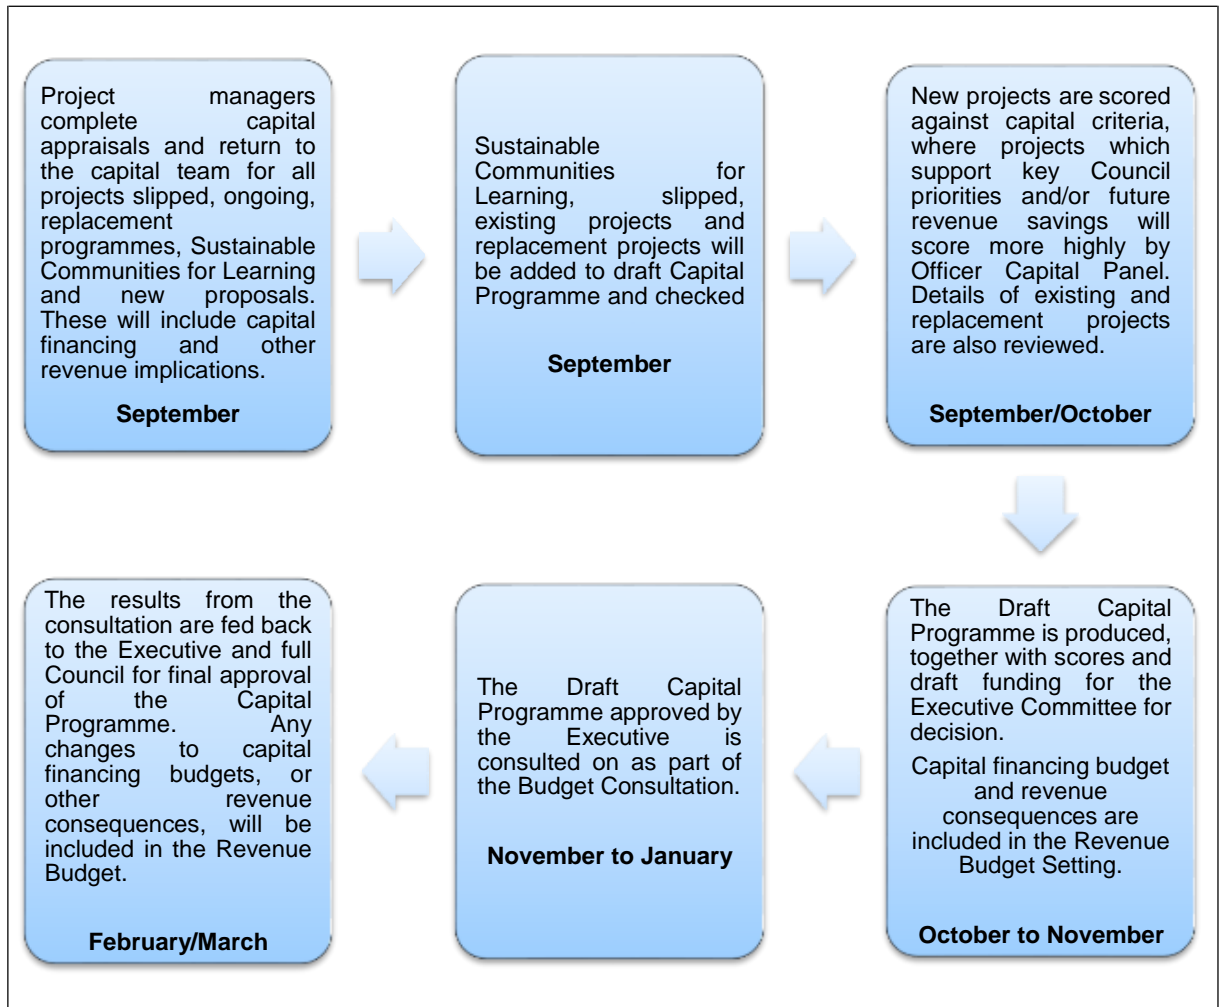 Project managers
complete capital
appraisals and return to
the capital team for all
projects slipped, ongoing,
replacement
programmes, Sustainable
Communities for Learning
and new proposals.
These will include capital
financing and other
revenue implications.
September
Sustainable
Communities for
Learning, slipped,
existing projects and
replacement projects will
be added to draft Capital
Programme and checked
September
New projects are scored
against capital criteria,
where projects which
support key Council
priorities and/or future
revenue savings will
score more highly by
Officer Capital Panel.
Details of existing and
replacement projects
are also reviewed.
September/October
The Draft Capital
Programme is produced,
together with scores and
draft funding for the
Executive Committee for
decision.
Capital financing budget
and revenue
consequences are
included in the Revenue
Budget Setting.
October to November
The Draft Capital
Programme approved by
the Executive is
consulted on as part of
the Budget Consultation.
November to January
The results from the
consultation are fed back
to the Executive and full
Council for final approval
of the Capital
Programme. Any
changes to capital
financing budgets, or
other revenue
consequences, will be
included in the Revenue
Budget.
February/March